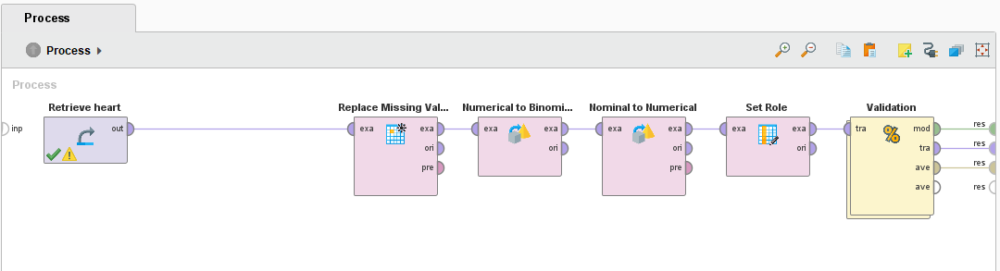 Process
Process
Process
Retrieve heart
Replace Missing Val...
Numerical to Binomi...
Nominal to Numerical
Set Role
Validation
inp
out
exa
exa
ori
pre
exa
exa
ori
exa
exa
ori
pre
exa
exa
ori
tra
mod
tra
ave
ave
res
res
res
res